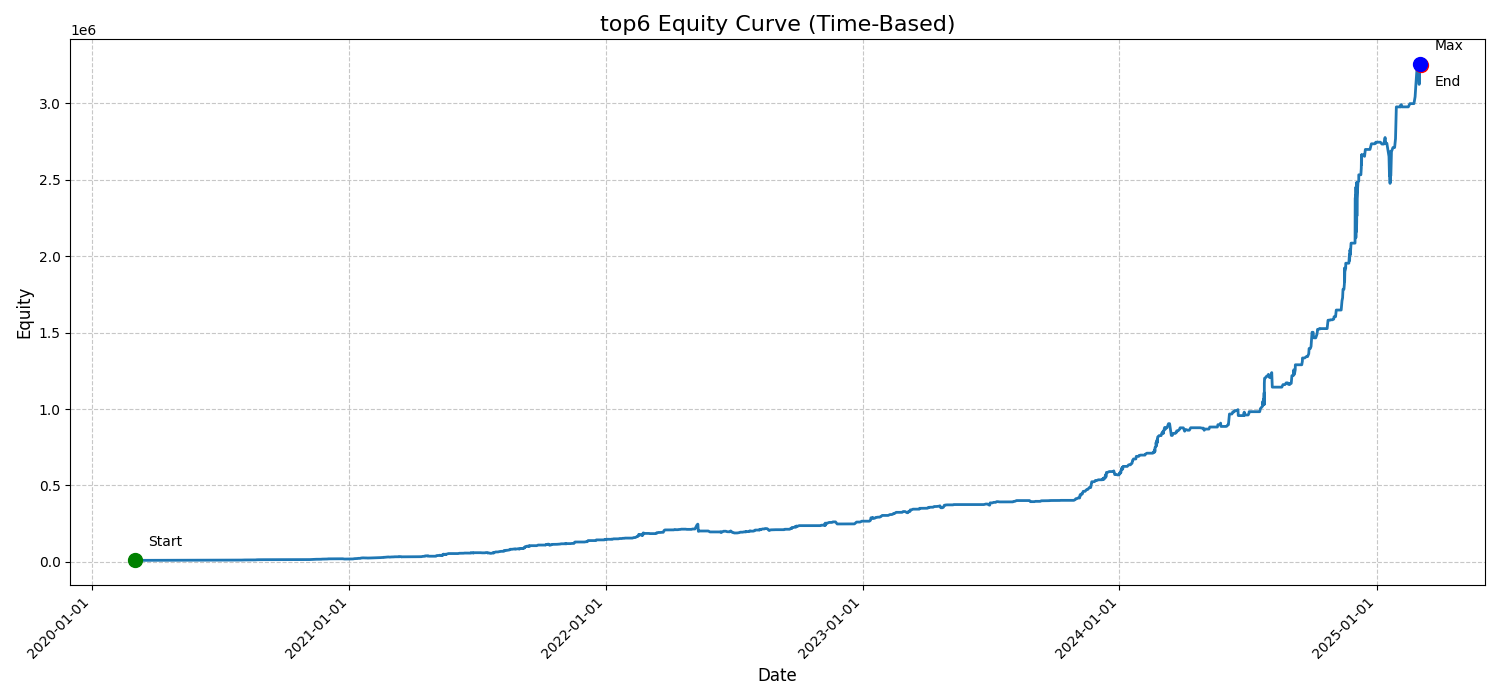 top6 Equity Curve (Time-Based)
1e6
Max
End
3.0
2.5
2.0
1.5
1.0
0.5
0.0
Equity
Start
2020-01-01
2021-01-01
2022-01-01
2023-01-01
2024-01-01
2025-01-01
Date